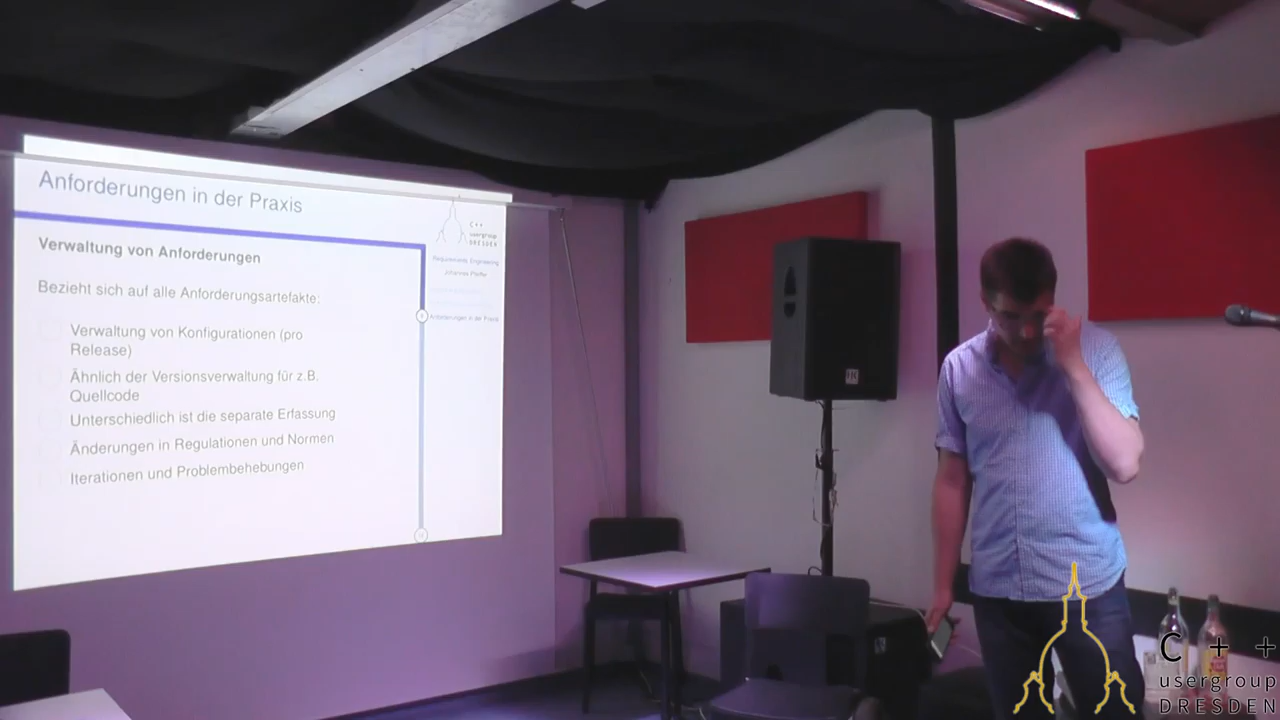 Anforderungen in der Praxis
Verwaltung von Anforderungen
Bezieht sich auf alle Anforderungsartefakte:
Verwaltung von Konfigurationen (pro
Release)
Ähnlich der Versionsverwaltung für z.B.
Quellcode
Unterschiedlich ist die separate Erfassung
Änderungen in Regulationen und Normen
Iterationen und Problembehebungen
C++
usergroup
DRESDEN
Requirements Engineering
Johannes Pfeiffer
Anforderungen in der Praxis
C++
usergroup
DRESDEN